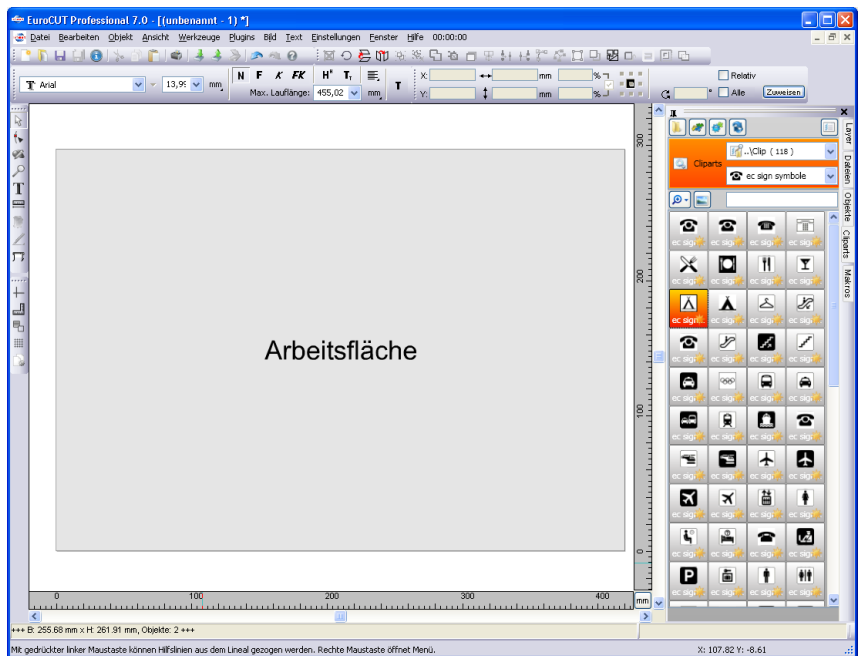 EuroCUT Professional 7.0 - [(unbenannt - 1) *]
Datei Bearbeiten Objekt Ansicht Werkzeuge Plugins Bild Text Einstellungen Fenster Hilfe 00:00:00
Arial 13,99 mm N F K FK H T X: mm % Relativ
Max. Lauflänge: 455,02 mm T Y: mm % ° Alle Zuweisen
Cliparts ..\Clip ( 118 )
ec sign symbole
Layer
Dateien
Objekte
Cliparts
Makros
300
200
100
0
Arbeitsfläche
0 100 200 300 400 mm
+++ B: 255.68 mm x H: 261.91 mm, Objekte: 2 +++
Mit gedrückter linker Maustaste können Hilfslinien aus dem Lineal gezogen werden. Rechte Maustaste öffnet Menü. X: 107.82 Y: -8.61